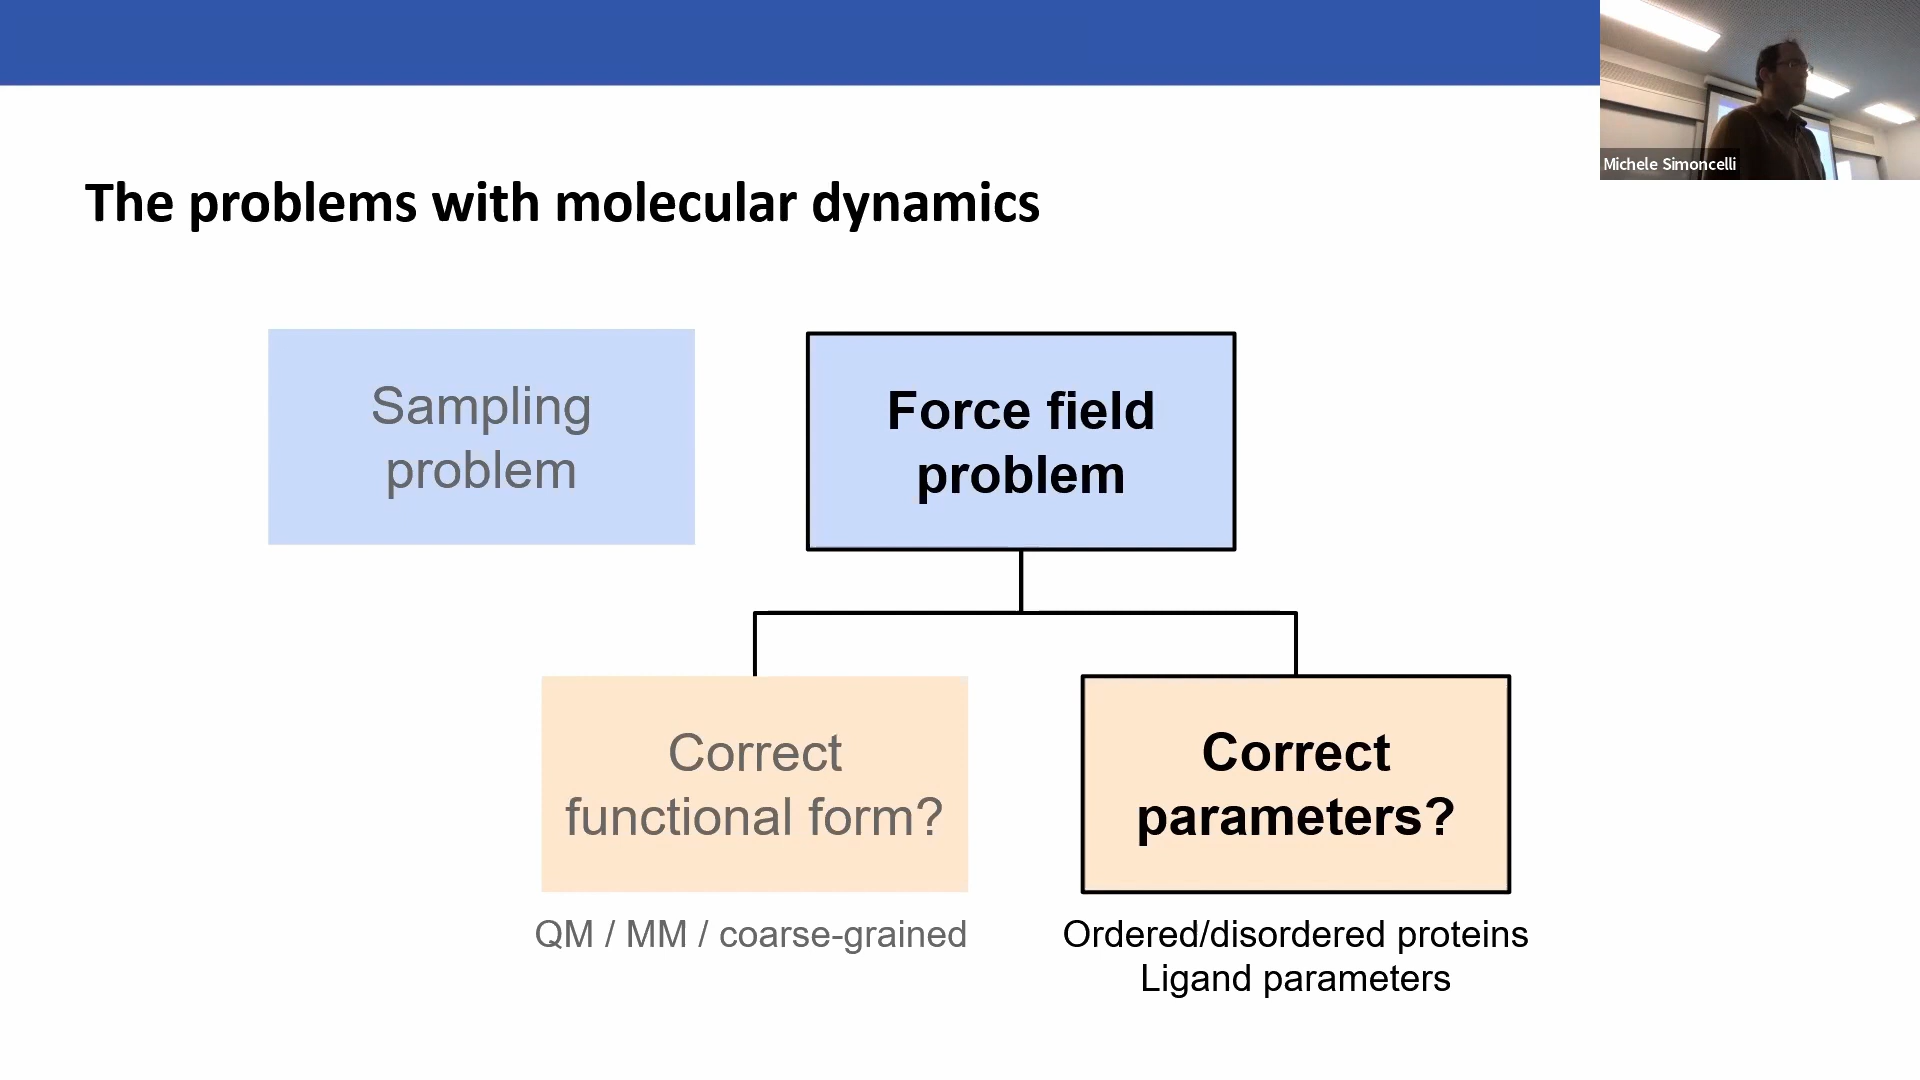 Michele Simoncelli
The problems with molecular dynamics
Sampling
problem
Force field
problem
Correct
functional form?
Correct
parameters?
QM / MM / coarse-grained
Ordered/disordered proteins
Ligand parameters